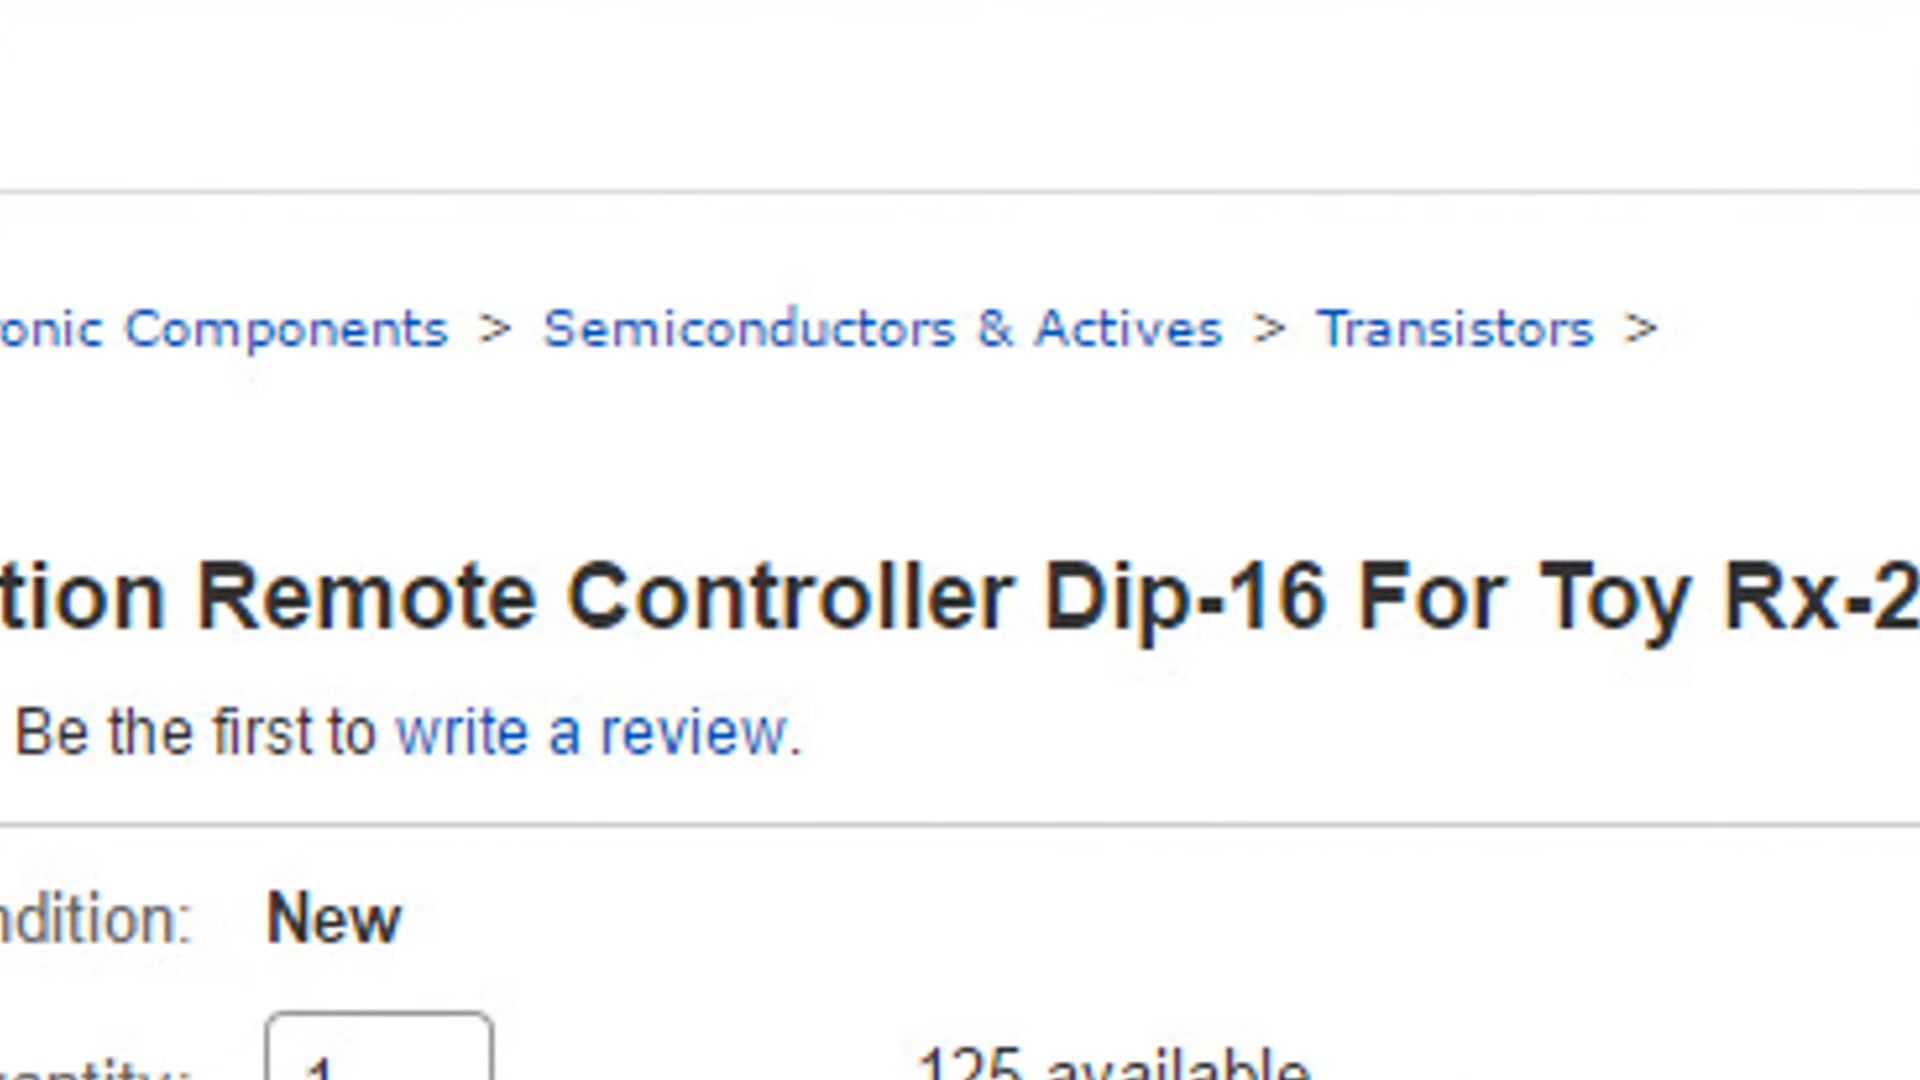 onic Components > Semiconductors & Actives > Transistors >
tion Remote Controller Dip-16 For Toy Rx-2
Be the first to write a review.
ndition: New
antity: 1 125 available